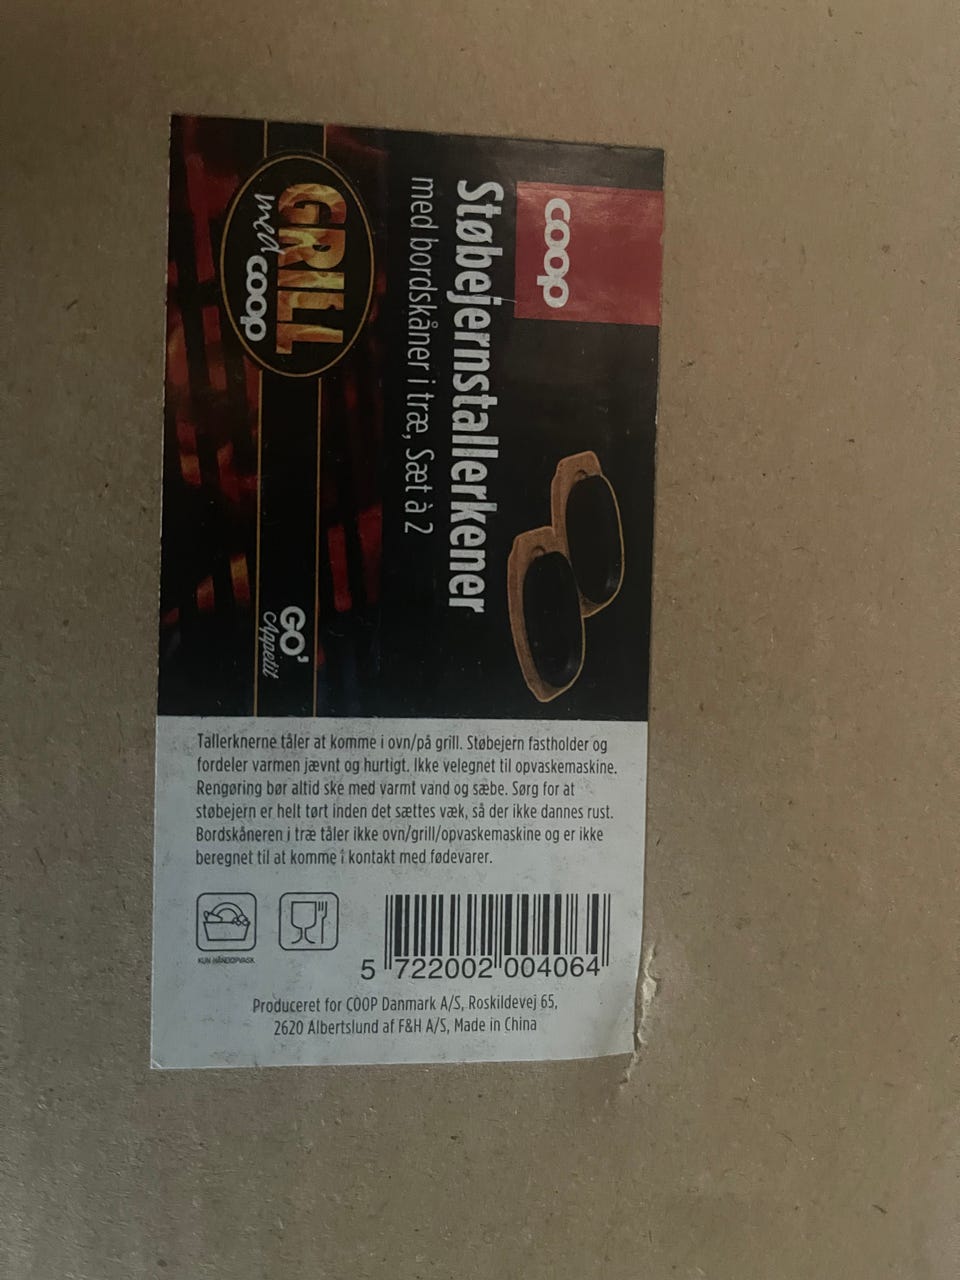 coop
Støbejernstallerkener
med bordskåner i træ, Sæt à 2
GRILL
med coop
GO'
Appetit
Tallerknerne tåler at komme i ovn/på grill. Støbejern fastholder og
fordeler varmen jævnt og hurtigt. Ikke velegnet til opvaskemaskine.
Rengøring bør altid ske med varmt vand og sæbe. Sørg for at
støbejern er helt tørt inden det sættes væk, så der ikke dannes rust.
Bordskåneren i træ tåler ikke ovn/grill/opvaskemaskine og er ikke
beregnet til at komme i kontakt med fødevarer.
KUN HÅNDOPVASK
5 722002 004064
Produceret for COOP Danmark A/S, Roskildevej 65,
2620 Albertslund af F&H A/S, Made in China